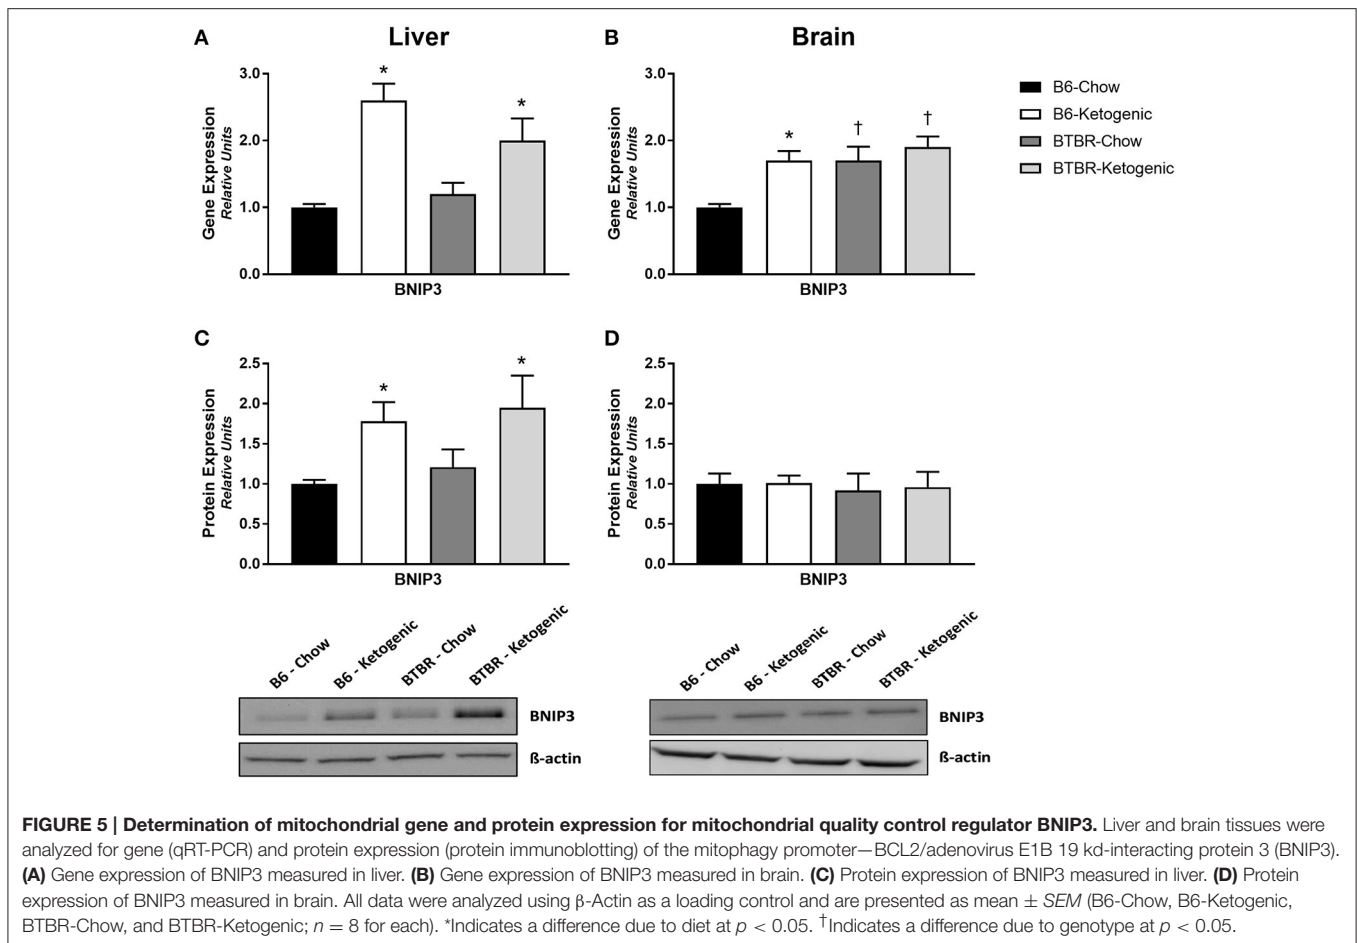 A
Liver
B
Brain
3.0
2.0
1.0
0.0
Gene Expression
Relative Units
*
*
BNIP3
3.0
2.0
1.0
0.0
Gene Expression
Relative Units
*
†
†
BNIP3
B6-Chow
B6-Ketogenic
BTBR-Chow
BTBR-Ketogenic
C
D
2.5
2.0
1.5
1.0
0.5
0.0
Protein Expression
Relative Units
*
*
BNIP3
2.5
2.0
1.5
1.0
0.5
0.0
Protein Expression
Relative Units
BNIP3
B6 - Chow
B6 - Ketogenic
BTBR - Chow
BTBR - Ketogenic
BNIP3
ß-actin
B6 - Chow
B6 - Ketogenic
BTBR - Chow
BTBR - Ketogenic
BNIP3
ß-actin
FIGURE 5 | Determination of mitochondrial gene and protein expression for mitochondrial quality control regulator BNIP3. Liver and brain tissues were
analyzed for gene (qRT-PCR) and protein expression (protein immunoblotting) of the mitophagy promoter—BCL2/adenovirus E1B 19 kd-interacting protein 3 (BNIP3).
(A) Gene expression of BNIP3 measured in liver. (B) Gene expression of BNIP3 measured in brain. (C) Protein expression of BNIP3 measured in liver. (D) Protein
expression of BNIP3 measured in brain. All data were analyzed using β-Actin as a loading control and are presented as mean ± SEM (B6-Chow, B6-Ketogenic,
BTBR-Chow, and BTBR-Ketogenic; n = 8 for each). *Indicates a difference due to diet at p < 0.05. †Indicates a difference due to genotype at p < 0.05.